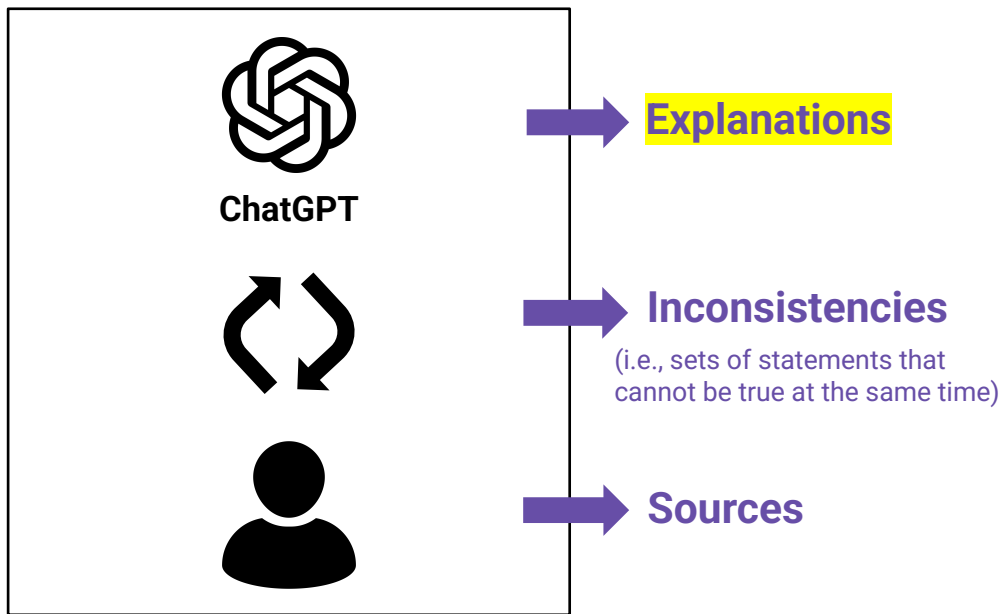 ChatGPT
Explanations
Inconsistencies
(i.e., sets of statements that
cannot be true at the same time)
Sources